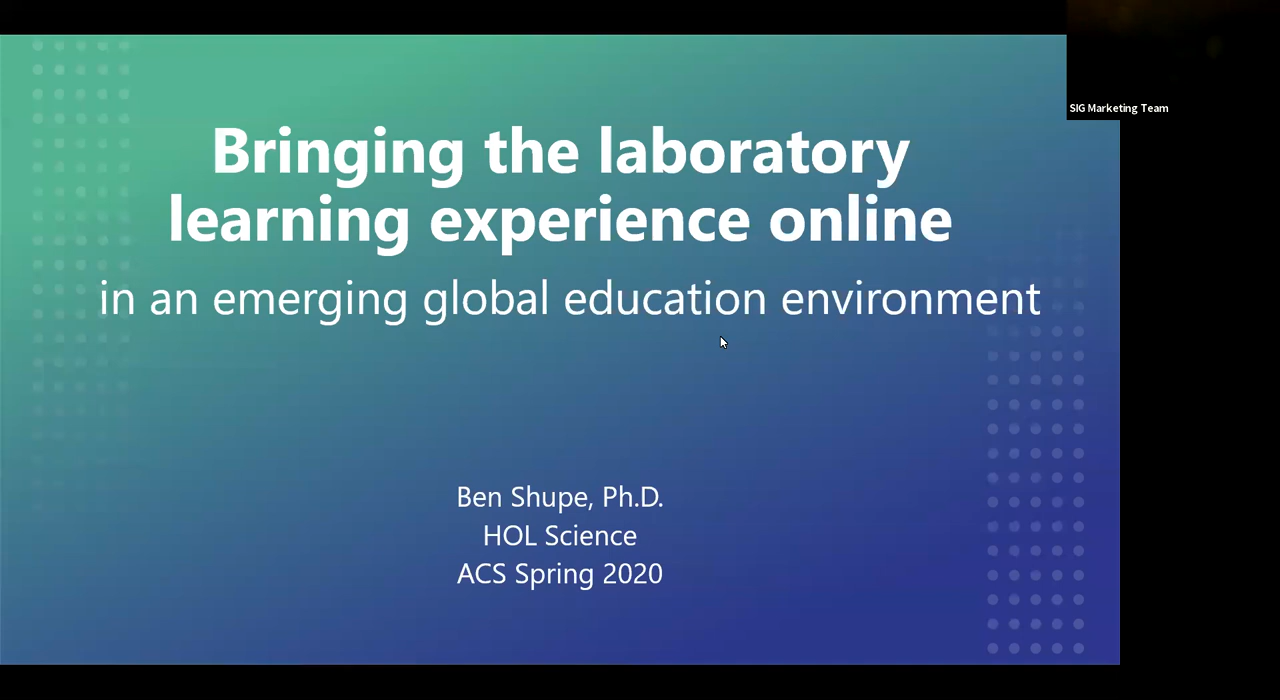 SIG Marketing Team
Bringing the laboratory
learning experience online
in an emerging global education environment
Ben Shupe, Ph.D.
HOL Science
ACS Spring 2020